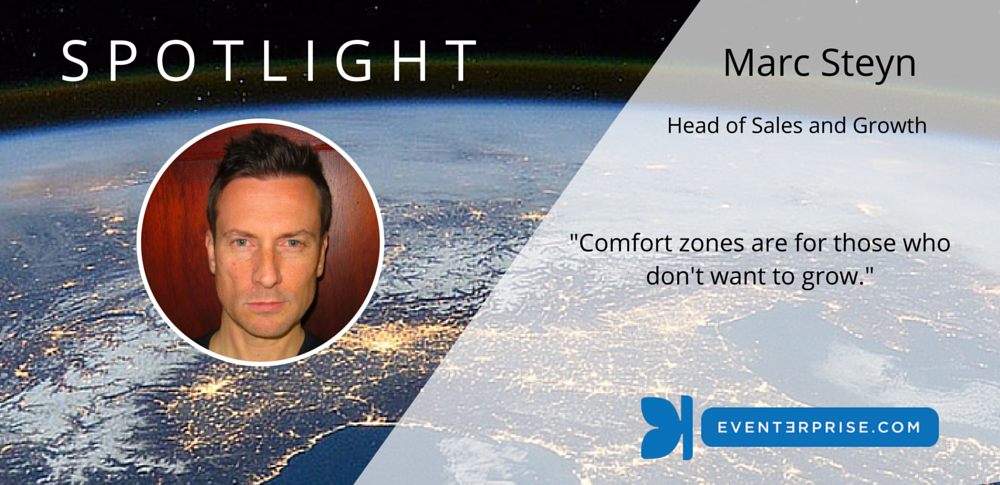 SPOTLIGHT
Marc Steyn
Head of Sales and Growth
"Comfort zones are for those who
don't want to grow."
EVENTƎRPRISE.COM